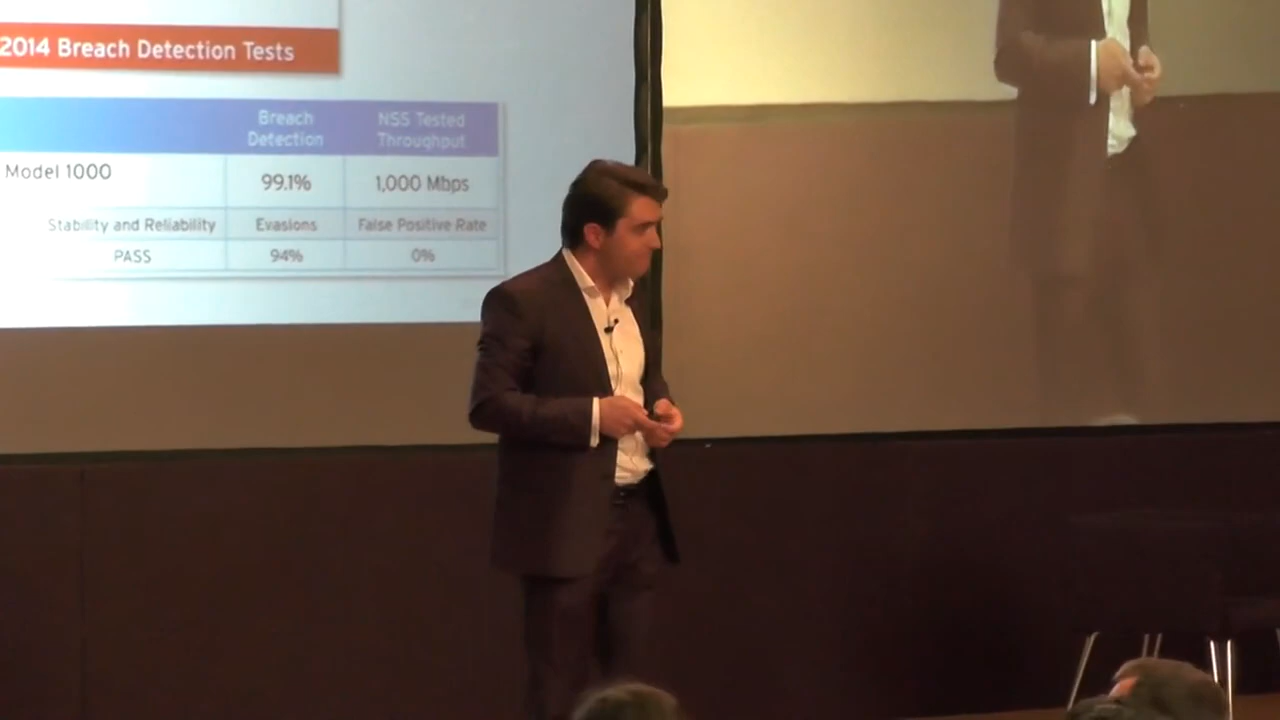 2014 Breach Detection Tests
Breach Detection
NSS Tested Throughput
Model 1000
99.1%
1,000 Mbps
Stability and Reliability
Evasions
False Positive Rate
PASS
94%
0%